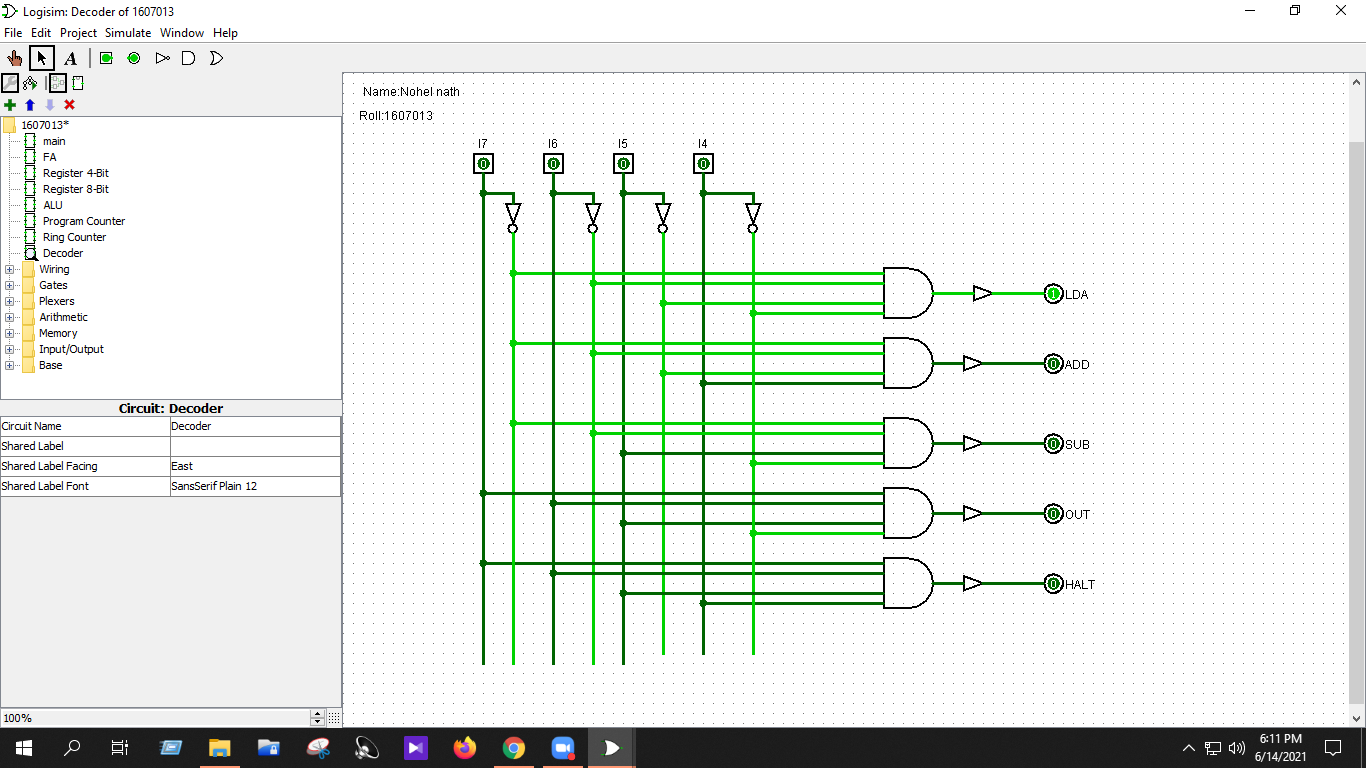 Logisim: Decoder of 1607013
File Edit Project Simulate Window Help
A
Name:Nohel nath
Roll:1607013
1607013*
main
FA
Register 4-Bit
Register 8-Bit
ALU
Program Counter
Ring Counter
Decoder
Wiring
Gates
Plexers
Arithmetic
Memory
Input/Output
Base
I7 I6 I5 I4
0 0 0 0
1 LDA
0 ADD
0 SUB
0 OUT
0 HALT
Circuit: Decoder
Circuit Name Decoder
Shared Label
Shared Label Facing East
Shared Label Font SansSerif Plain 12
100%
6:11 PM
6/14/2021